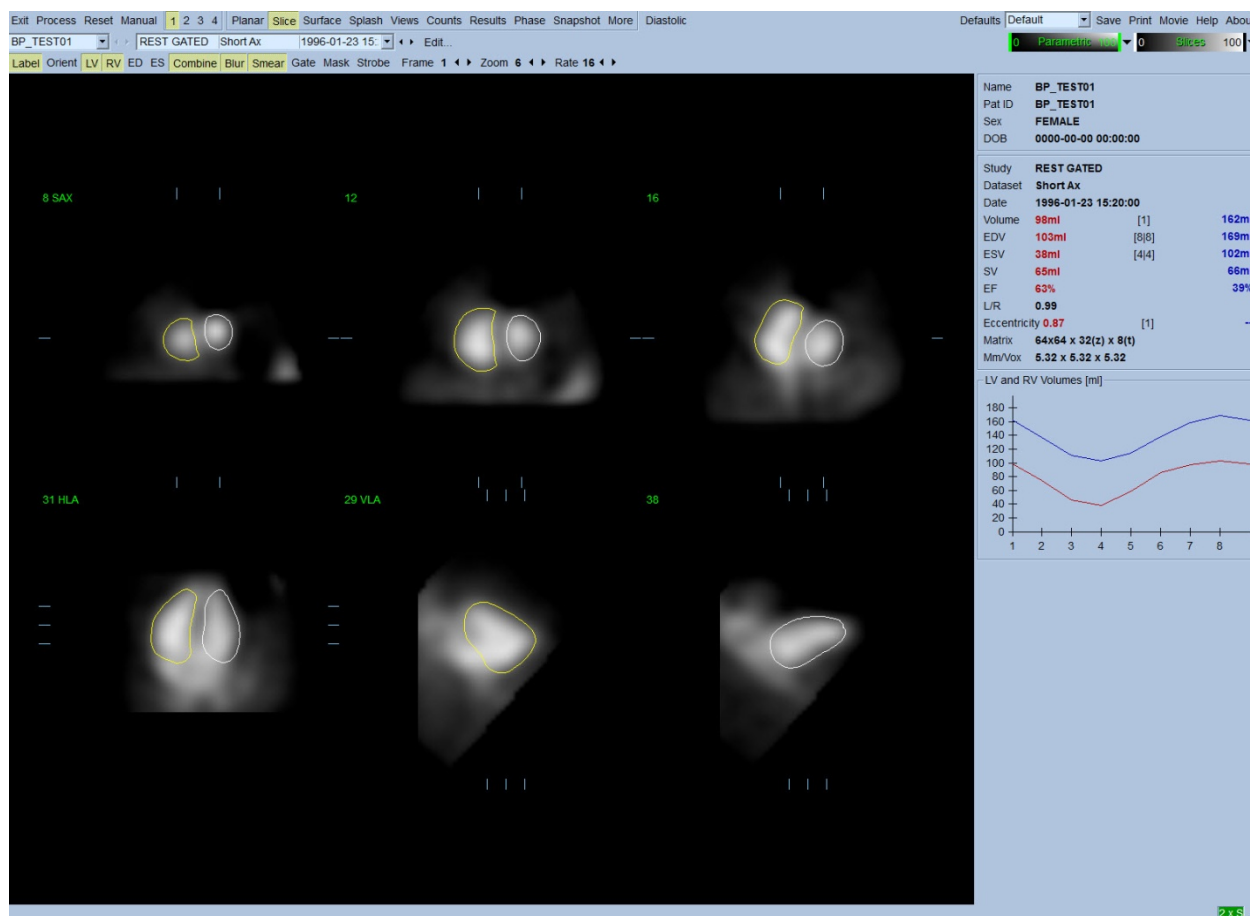 Exit Process Reset Manual 1 2 3 4 Planar Slice Surface Splash Views Counts Results Phase Snapshot More Diastolic Defaults Default Save Print Movie Help Abou
BP_TEST01 REST GATED Short Ax 1996-01-23 15: Edit... 0 Parametric 100 0 Slices 100
Label Orient LV RV ED ES Combine Blur Smear Gate Mask Strobe Frame 1 Zoom 6 Rate 16
Name BP_TEST01
Pat ID BP_TEST01
Sex FEMALE
DOB 0000-00-00 00:00:00
8 SAX 12 16
Study REST GATED
Dataset Short Ax
Date 1996-01-23 15:20:00
Volume 98ml [1] 162m
EDV 103ml [8|8] 169m
ESV 38ml [4|4] 102m
SV 65ml 66m
EF 63% 39%
L/R 0.99
Eccentricity 0.87 [1]
Matrix 64x64 x 32(z) x 8(t)
Mm/Vox 5.32 x 5.32 x 5.32
LV and RV Volumes [ml]
180
160
140
120
100
80
60
40
20
0
1 2 3 4 5 6 7 8
31 HLA 29 VLA 38
2 x S